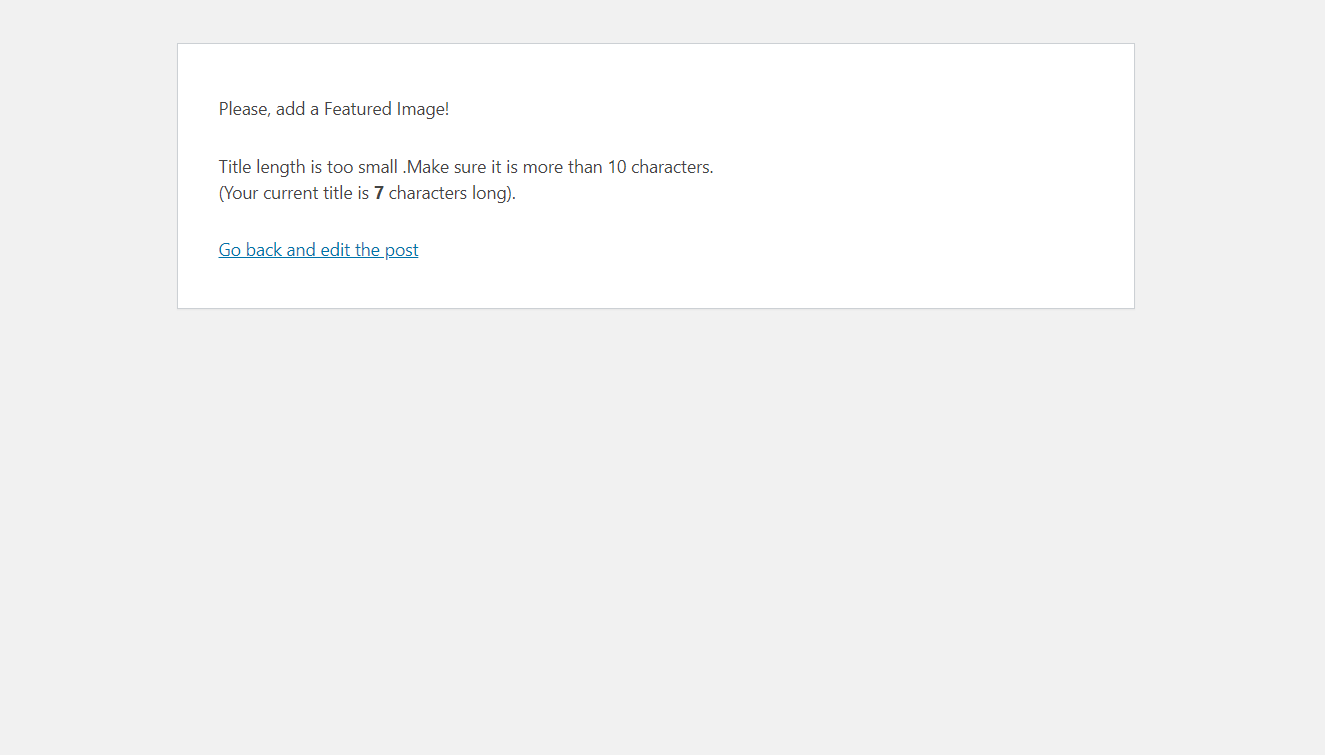 Please, add a Featured Image!
Title length is too small .Make sure it is more than 10 characters.
(Your current title is 7 characters long).
Go back and edit the post